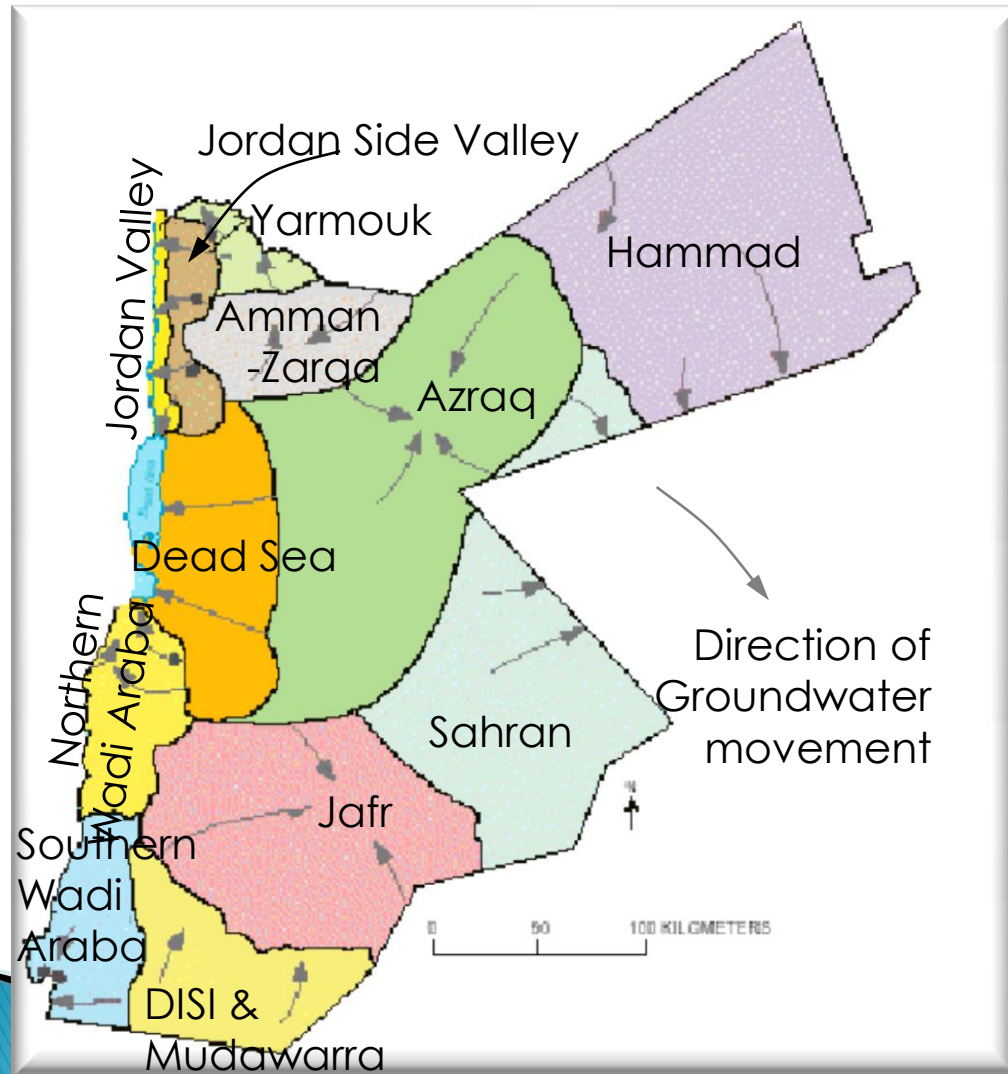 Jordan Side Valley
Jordan Valley
Yarmouk
Hammad
Amman
-Zarqa
Azraq
Dead Sea
Northern
Wadi Araba
Direction of
Groundwater
movement
Sahran
Jafr
Southern
Wadi
Araba
0 50 100 KILOMETERS
DISI &
Mudawarra